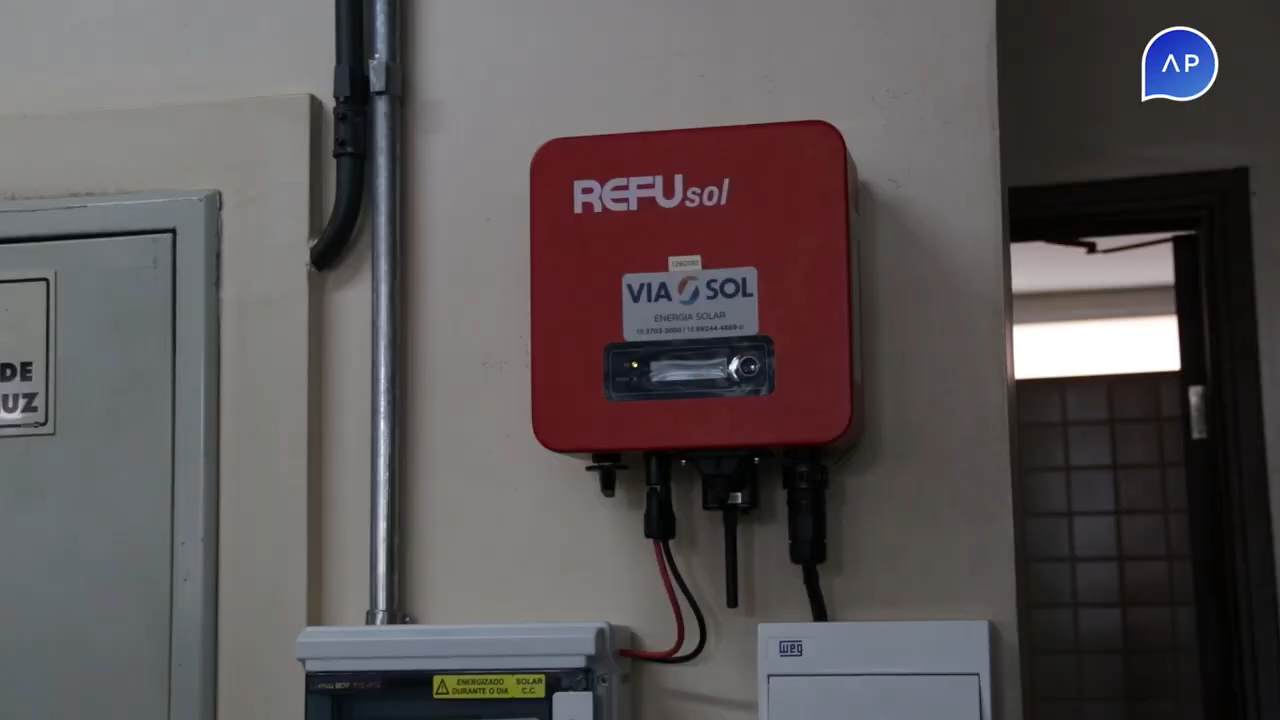 AP
REFUsol
VIA SOL
ENERGIA SOLAR
DE
UZ
weg
ENERGIZADO
DURANTE O DIA
SOLAR
C.C.